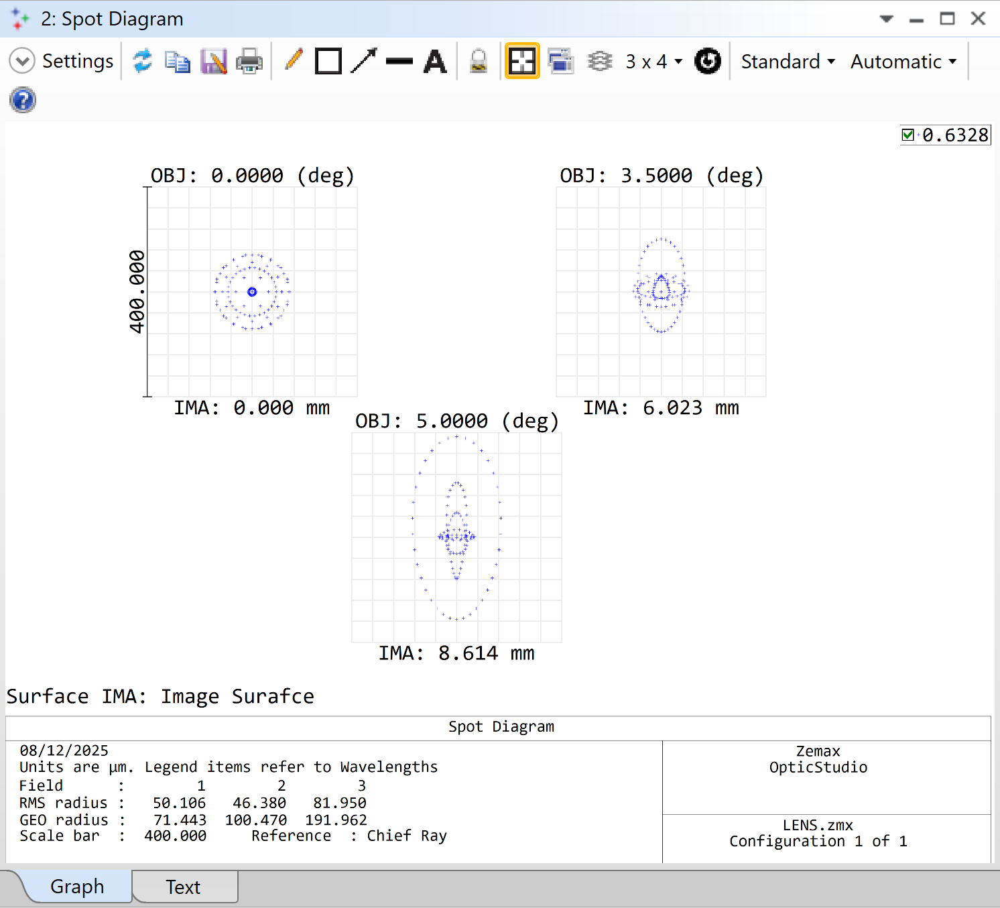 2: Spot Diagram
Settings
A
3 x 4
Standard
Automatic
?
0.6328
OBJ: 0.0000 (deg)
OBJ: 3.5000 (deg)
400.000
IMA: 0.000 mm
IMA: 6.023 mm
OBJ: 5.0000 (deg)
IMA: 8.614 mm
Surface IMA: Image Surafce
Spot Diagram
08/12/2025
Units are µm. Legend items refer to Wavelengths
Field : 1 2 3
RMS radius : 50.106 46.380 81.950
GEO radius : 71.443 100.470 191.962
Scale bar : 400.000 Reference : Chief Ray
Zemax
OpticStudio
LENS.zmx
Configuration 1 of 1
Graph
Text